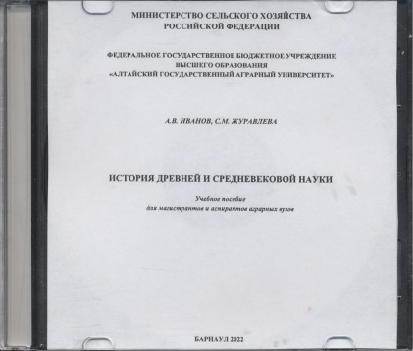 МИНИСТЕРСТВО СЕЛЬСКОГО ХОЗЯЙСТВА
РОССИЙСКОЙ ФЕДЕРАЦИИ
ФЕДЕРАЛЬНОЕ ГОСУДАРСТВЕННОЕ БЮДЖЕТНОЕ УЧРЕЖДЕНИЕ
ВЫСШЕГО ОБРАЗОВАНИЯ
«АЛТАЙСКИЙ ГОСУДАРСТВЕННЫЙ АГРАРНЫЙ УНИВЕРСИТЕТ»
А.В. ИВАНОВ, С.М. ЖУРАВЛЕВА
ИСТОРИЯ ДРЕВНЕЙ И СРЕДНЕВЕКОВОЙ НАУКИ
Учебное пособие
для магистрантов и аспирантов аграрных вузов
БАРНАУЛ 2022